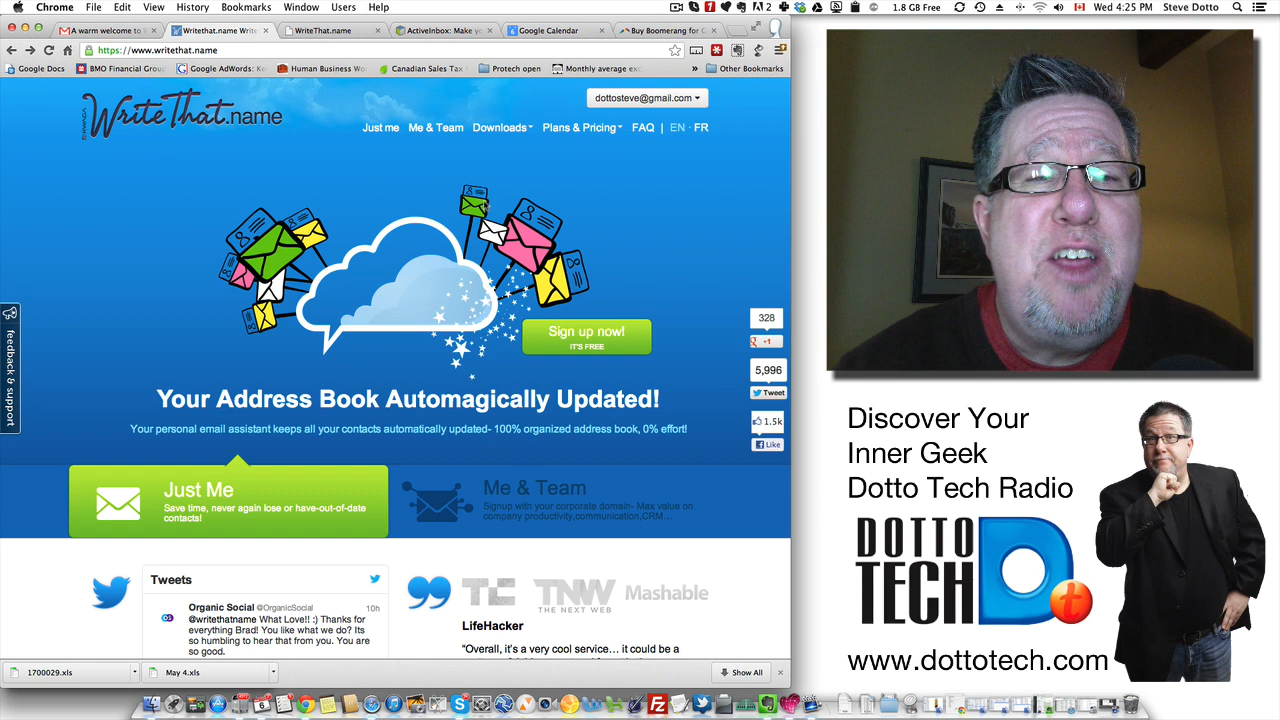 Chrome File Edit View History Bookmarks Window Users Help
1.8 GB Free Wed 4:25 PM Steve Dotto
A warm welcome to
Writethat.name Write
WriteThat.name
ActiveInbox: Make yo
Google Calendar
Buy Boomerang for G
https://www.writethat.name
Google Docs
BMO Financial Group
Google AdWords: Ke
Human Business Wo
Canadian Sales Tax
Protech open
Monthly average exc
Other Bookmarks
WriteThat.name
dottosteve@gmail.com
Just me Me & Team Downloads Plans & Pricing FAQ | EN · FR
feedback & support
Sign up now!
IT'S FREE
328
+1
5,996
Tweet
1.5k
Like
Your Address Book Automagically Updated!
Your personal email assistant keeps all your contacts automatically updated- 100% organized address book, 0% effort!
Just Me
Save time, never again lose or have-out-of-date
contacts!
Me & Team
Signup with your corporate domain- Max value on
company productivity,communication,CRM...
Tweets
Organic Social @OrganicSocial 10h
@writethatname What Love!! :) Thanks for
everything Brad! You like what we do? Its
so humbling to hear that from you. You are
so good.
TC
TNW
THE NEXT WEB
Mashable
LifeHacker
"Overall, it's a very cool service... it could be a
1700029.xls
May 4.xls
Show All
Discover Your
Inner Geek
Dotto Tech Radio
DOTTO
TECH
D
t
www.dottotech.com